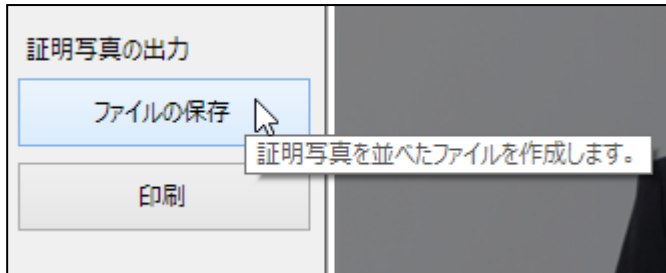 証明写真の出力
ファイルの保存
証明写真を並べたファイルを作成します。
印刷